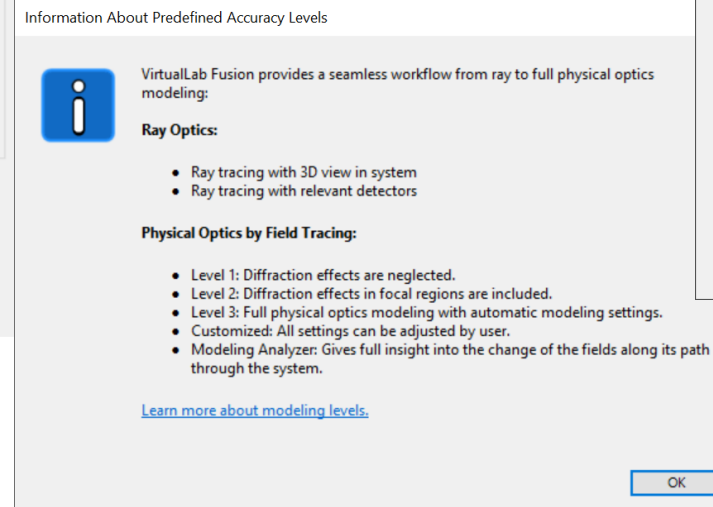 Information About Predefined Accuracy Levels
VirtualLab Fusion provides a seamless workflow from ray to full physical optics
modeling:
Ray Optics:
• Ray tracing with 3D view in system
• Ray tracing with relevant detectors
Physical Optics by Field Tracing:
• Level 1: Diffraction effects are neglected.
• Level 2: Diffraction effects in focal regions are included.
• Level 3: Full physical optics modeling with automatic modeling settings.
• Customized: All settings can be adjusted by user.
• Modeling Analyzer: Gives full insight into the change of the fields along its path
through the system.
Learn more about modeling levels.
OK